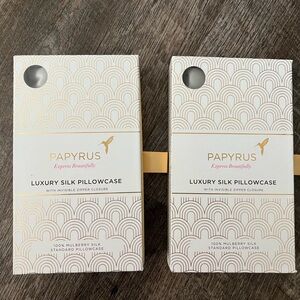 PAPYRUS
Express Beautifully
LUXURY SILK PILLOWCASE
WITH INVISIBLE ZIPPER CLOSURE
100% MULBERRY SILK
STANDARD PILLOWCASE
PAPYRUS
Express Beautifully
LUXURY SILK PILLOWCASE
WITH INVISIBLE ZIPPER CLOSURE
100% MULBERRY SILK
STANDARD PILLOWCASE